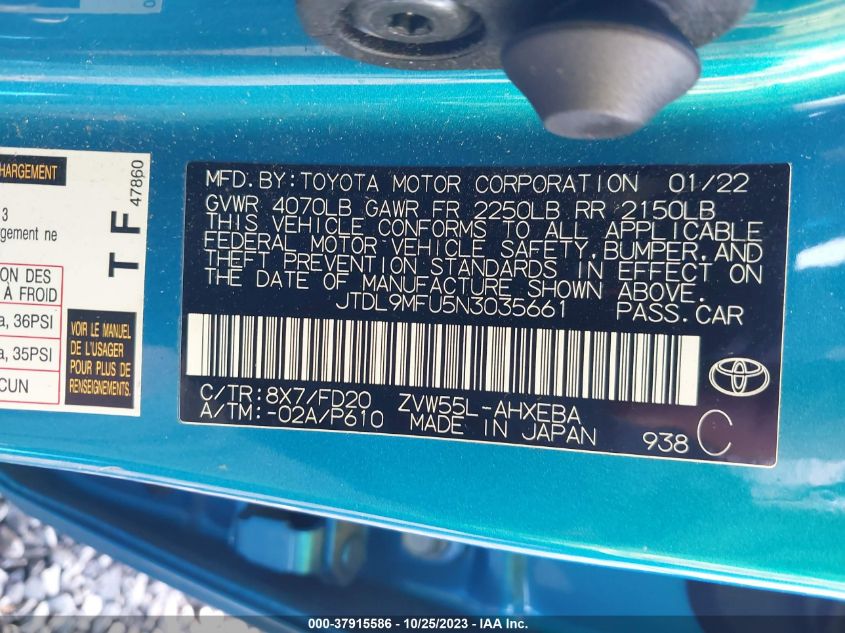 CHARGEMENT
3
rgement ne
ION DES
À FROID
a, 36PSI
a, 35PSI
CUN
VOIR LE MANUEL
DE L'USAGER
POUR PLUS DE
RENSEIGNEMENTS.
T F
47860
MFD.BY:TOYOTA MOTOR CORPORATION 01/22
GVWR 4070LB GAWR FR 2250LB RR 2150LB
THIS VEHICLE CONFORMS TO ALL APPLICABLE
FEDERAL MOTOR VEHICLE SAFETY,BUMPER,AND
THEFT PREVENTION STANDARDS IN EFFECT ON
THE DATE OF MANUFACTURE SHOWN ABOVE.
JTDL9MFU5N3035661 PASS.CAR
C/TR:8X7/FD20 ZVW55L-AHXEBA
A/TM:-02A/P610 MADE IN JAPAN
938 C
000-37915586 - 10/25/2023 - IAA Inc.